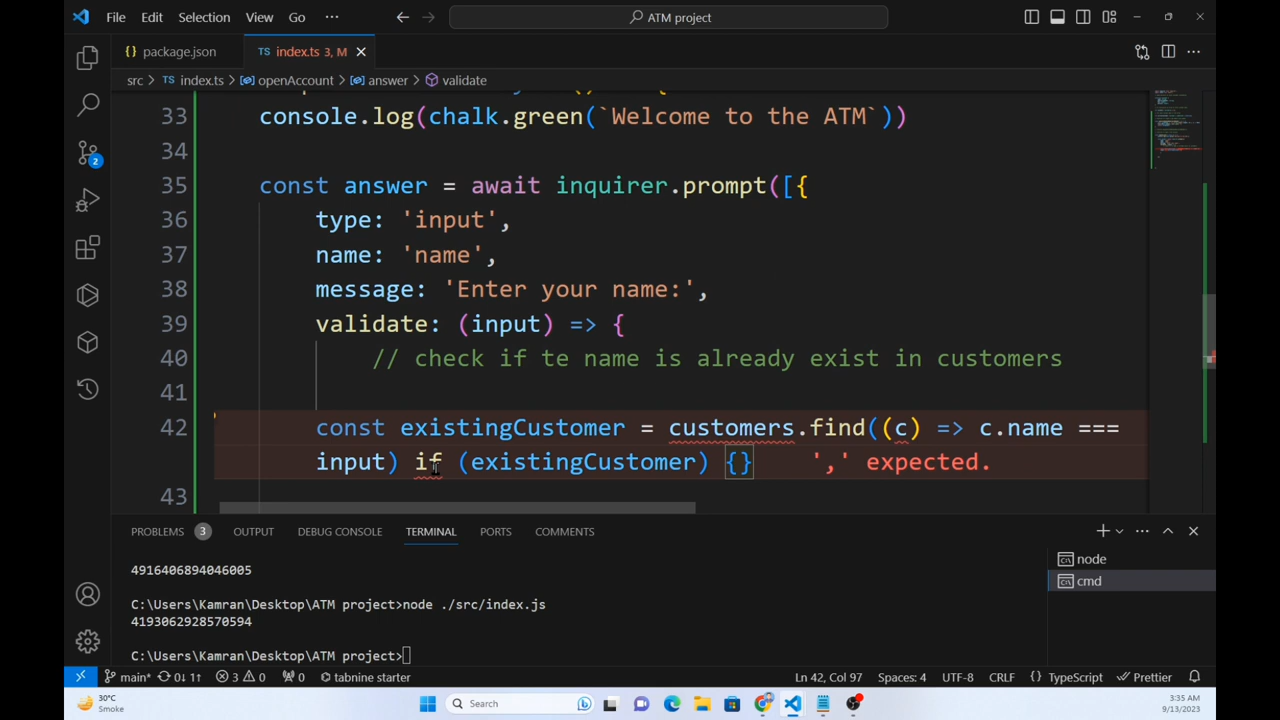 File Edit Selection View Go ··· ATM project
package.json index.ts 3, M
src > TS index.ts > openAccount > answer > validate
33 console.log(chalk.green(`Welcome to the ATM`))
34
35 const answer = await inquirer.prompt([{
36 type: 'input',
37 name: 'name',
38 message: 'Enter your name:',
39 validate: (input) => {
40 // check if te name is already exist in customers
41
42 const existingCustomer = customers.find((c) => c.name ===
input) if (existingCustomer) {} ',' expected.
43
PROBLEMS 3 OUTPUT DEBUG CONSOLE TERMINAL PORTS COMMENTS
4916406894046005
node
cmd
C:\Users\Kamran\Desktop\ATM project>node ./src/index.js
4193062928570594
C:\Users\Kamran\Desktop\ATM project>
2
main* 0↓ 1↑ 3 0 0 tabnine starter Ln 42, Col 97 Spaces: 4 UTF-8 CRLF {} TypeScript Prettier
30°C
Smoke
Search
3:35 AM
9/13/2023